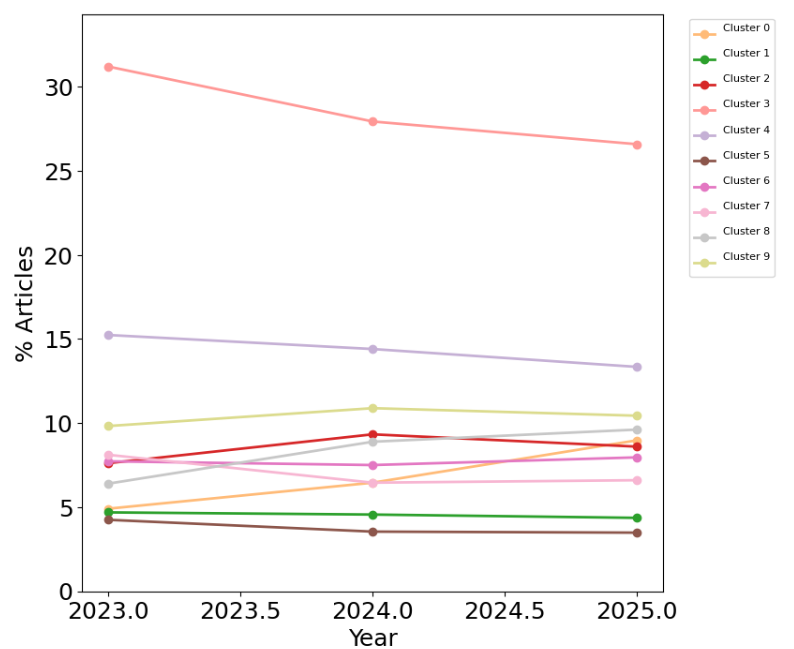 % Articles
30
25
20
15
10
5
0
2023.0 2023.5 2024.0 2024.5 2025.0
Year
Cluster 0
Cluster 1
Cluster 2
Cluster 3
Cluster 4
Cluster 5
Cluster 6
Cluster 7
Cluster 8
Cluster 9